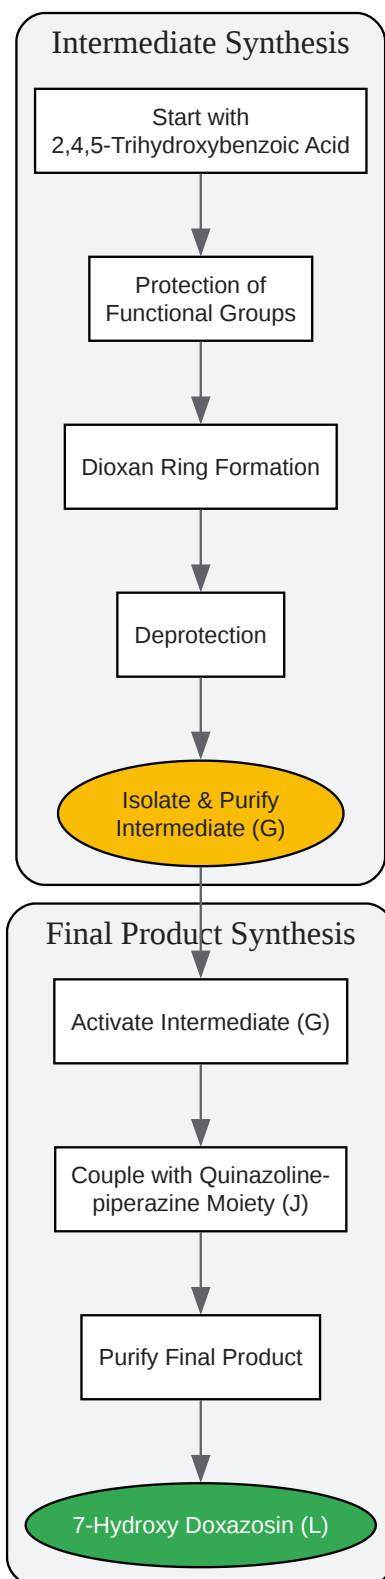 Intermediate Synthesis
Start with
2,4,5-Trihydroxybenzoic Acid
Protection of
Functional Groups
Dioxan Ring Formation
Deprotection
Isolate & Purify
Intermediate (G)
Final Product Synthesis
Activate Intermediate (G)
Couple with Quinazoline-
piperazine Moiety (J)
Purify Final Product
7-Hydroxy Doxazosin (L)